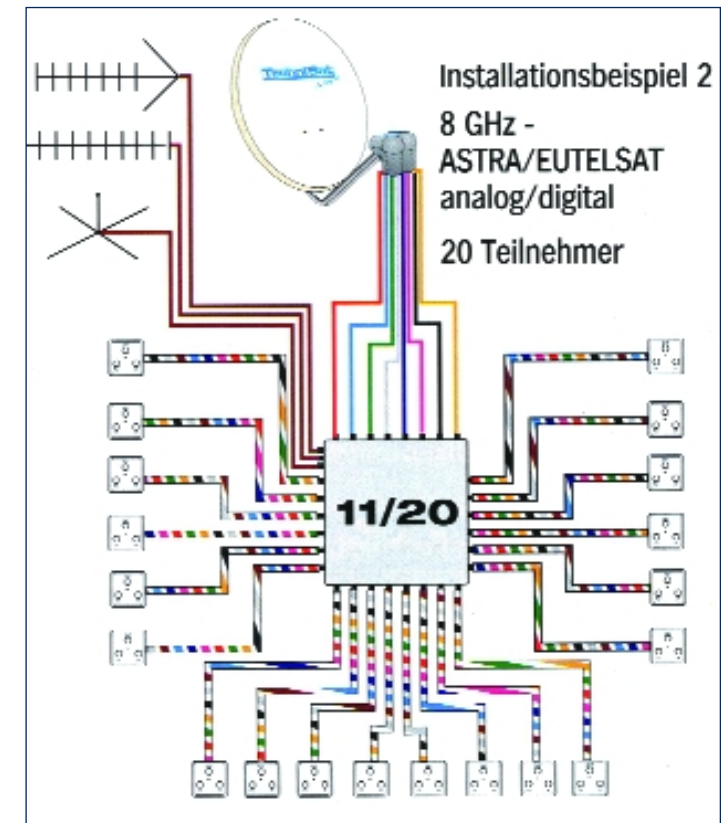 Installationsbeispiel 2
8 GHz -
ASTRA/EUTELSAT
analog/digital
20 Teilnehmer
11/20